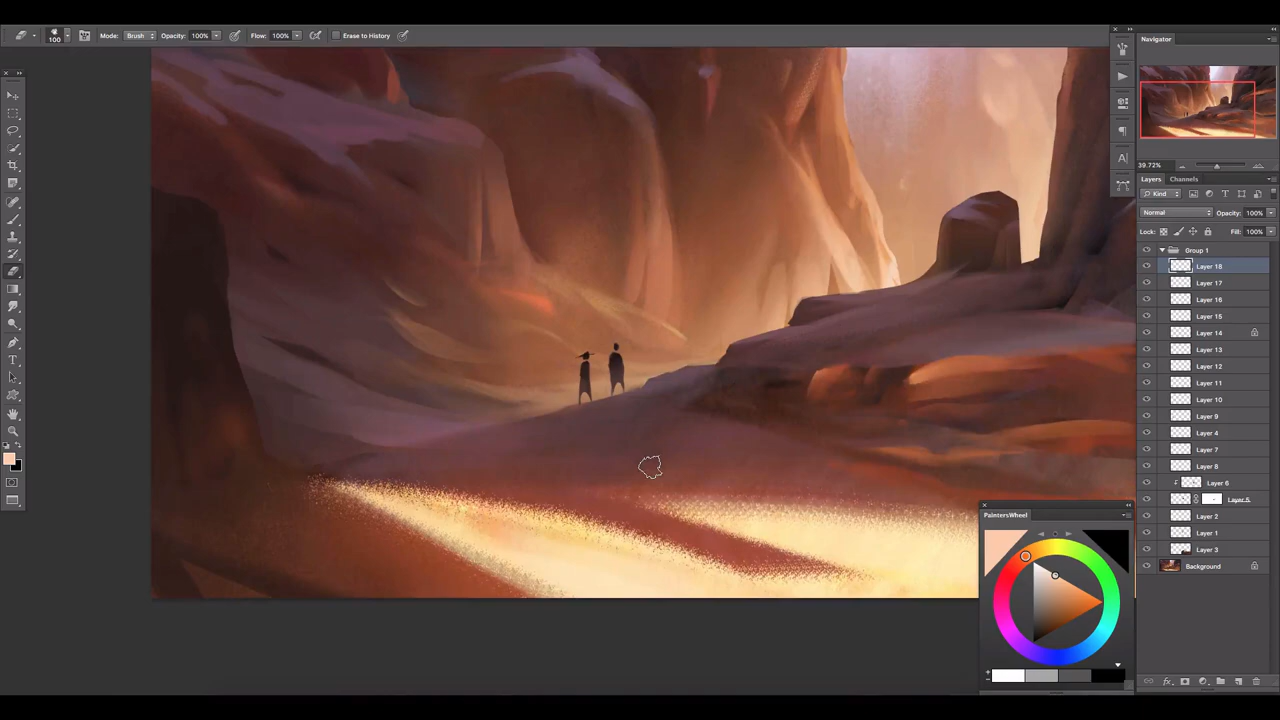 100 Mode: Brush Opacity: 100% Flow: 100% Erase to History
Navigator
39.72%
Layers Channels
Kind
Normal Opacity: 100%
Lock: Fill: 100%
Group 1
Layer 18
Layer 17
Layer 16
Layer 15
Layer 14
Layer 13
Layer 12
Layer 11
Layer 10
Layer 9
Layer 4
Layer 7
Layer 8
Layer 6
Layer 5
Layer 2
Layer 1
Layer 3
Background
PaintersWheel